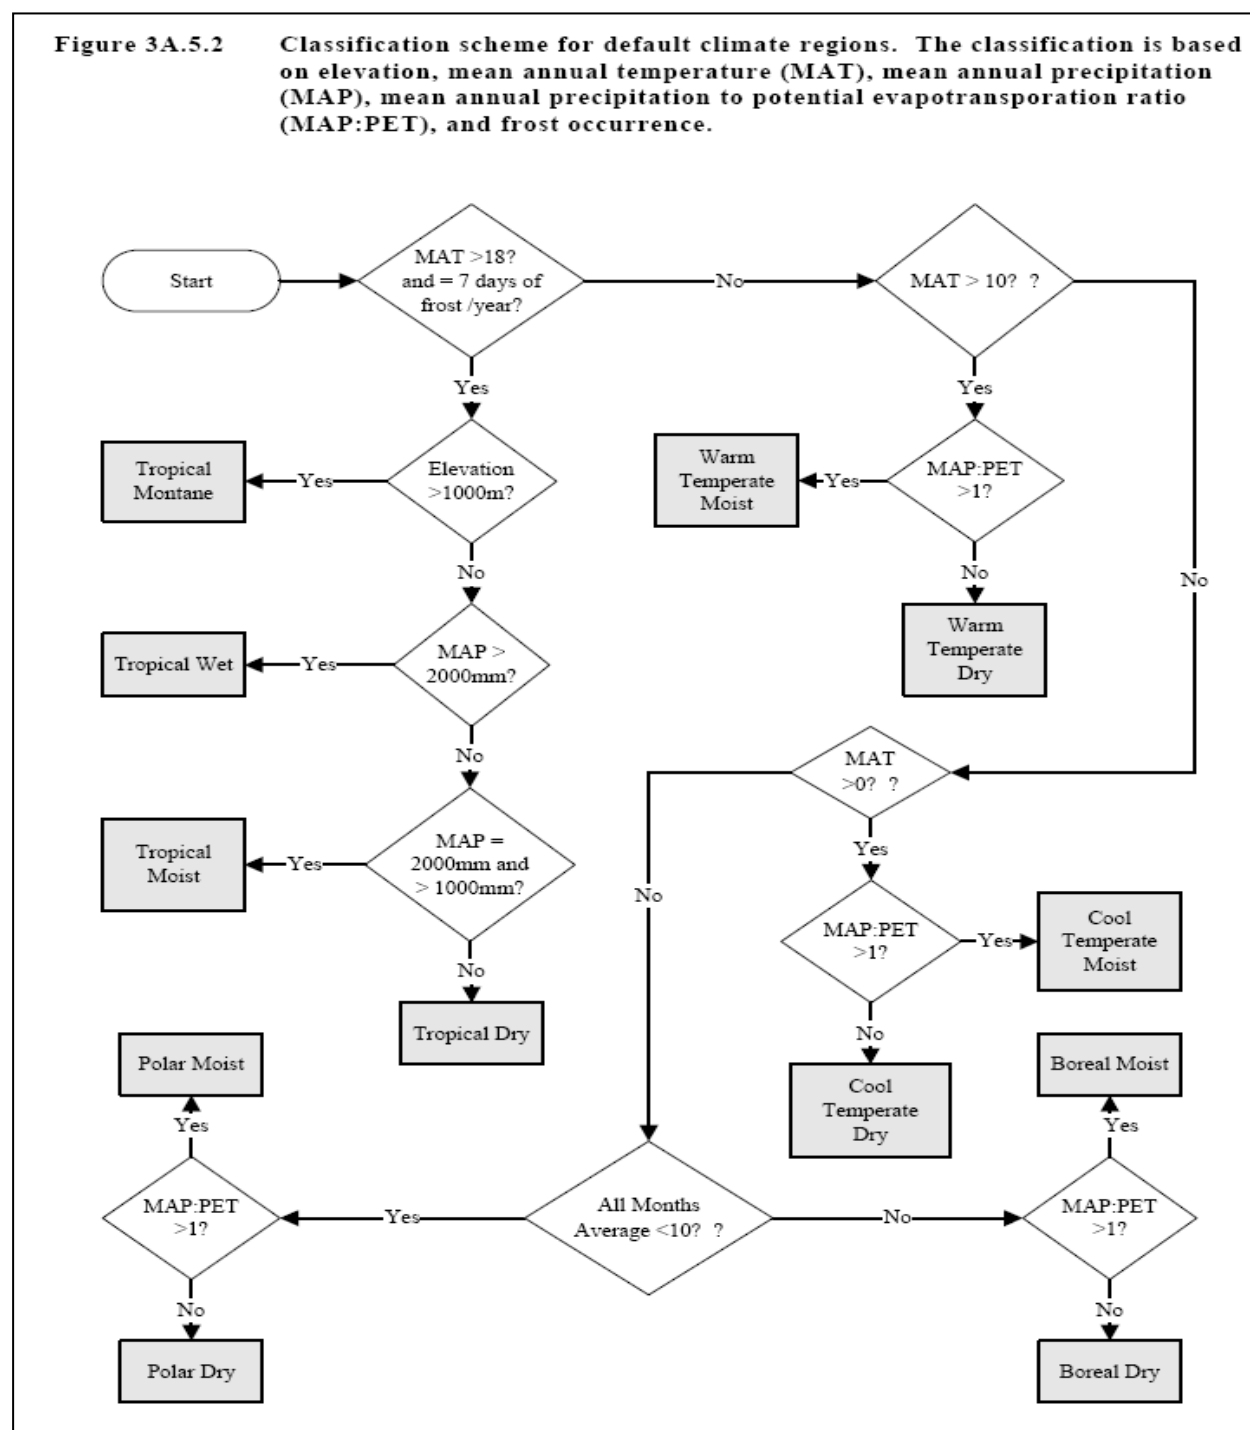 Figure 3A.5.2 Classification scheme for default climate regions. The classification is based
on elevation, mean annual temperature (MAT), mean annual precipitation
(MAP), mean annual precipitation to potential evapotransporation ratio
(MAP:PET), and frost occurrence.
Start
MAT >18?
and = 7 days of
frost /year?
No
MAT > 10? ?
Yes
Yes
No
Tropical
Montane
Yes
Elevation
>1000m?
Warm
Temperate
Moist
Yes
MAP:PET
>1?
No
No
Warm
Temperate
Dry
Tropical Wet
Yes
MAP >
2000mm?
No
MAT
>0? ?
Yes
No
Tropical
Moist
Yes
MAP =
2000mm and
> 1000mm?
No
Tropical Dry
MAP:PET
>1?
Yes
Cool
Temperate
Moist
No
Cool
Temperate
Dry
Polar Moist
Yes
MAP:PET
>1?
No
Polar Dry
Yes
All Months
Average <10? ?
No
Boreal Moist
Yes
MAP:PET
>1?
No
Boreal Dry